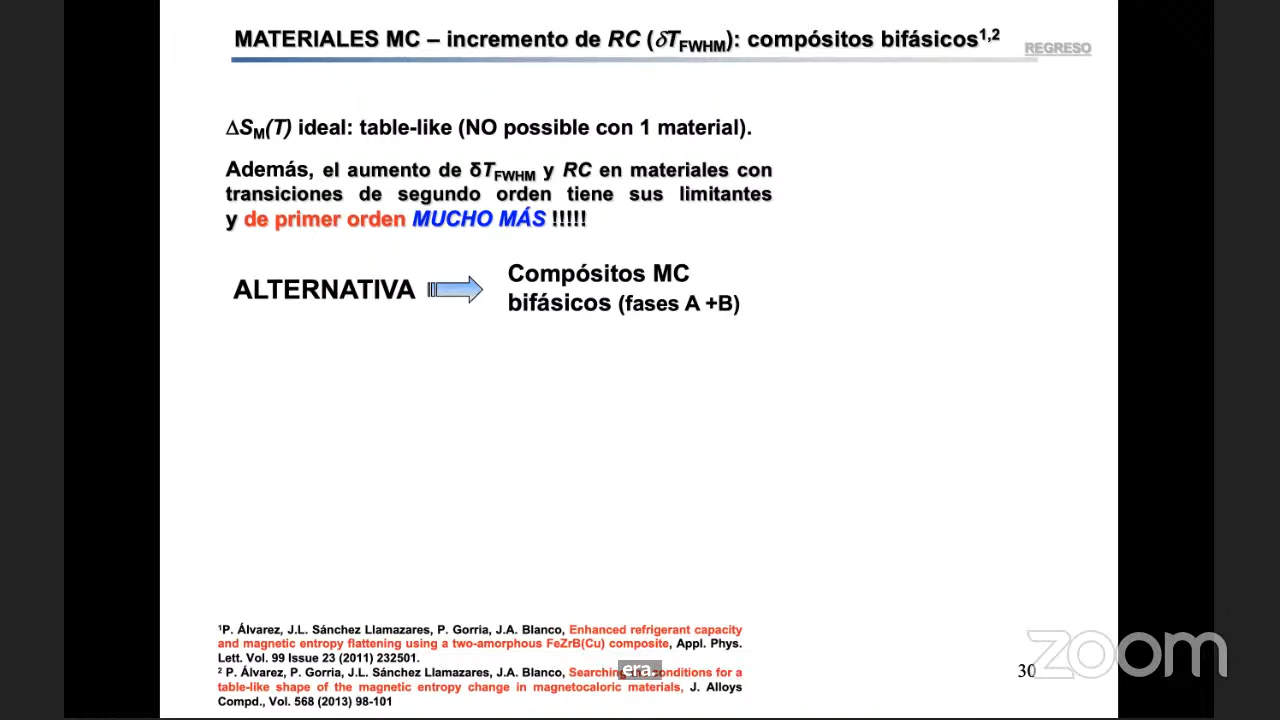 MATERIALES MC – incremento de RC (δTFWHM): compósitos bifásicos1,2
REGRESO
ΔSM(T) ideal: table-like (NO possible con 1 material).
Además, el aumento de δTFWHM y RC en materiales con
transiciones de segundo orden tiene sus limitantes
y de primer orden MUCHO MÁS !!!!!
ALTERNATIVA
Compósitos MC
bifásicos (fases A +B)
1P. Álvarez, J.L. Sánchez Llamazares, P. Gorria, J.A. Blanco, Enhanced refrigerant capacity
and magnetic entropy flattening using a two-amorphous FeZrB(Cu) composite, Appl. Phys.
Lett. Vol. 99 Issue 23 (2011) 232501.
2 P. Álvarez, P. Gorria, J.L. Sánchez Llamazares, J.A. Blanco, Searching conditions for a
table-like shape of the magnetic entropy change in magnetocaloric materials, J. Alloys
Compd., Vol. 568 (2013) 98-101
era.
30
zoom